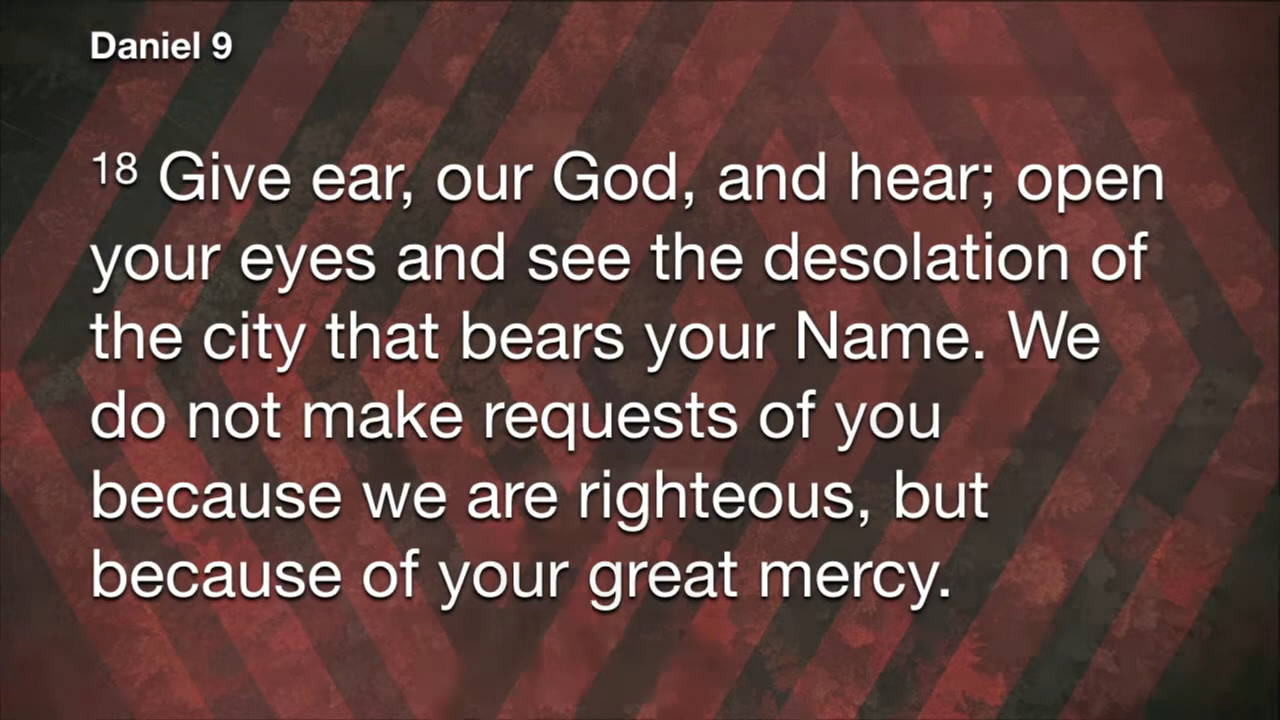 Daniel 9
18 Give ear, our God, and hear; open
your eyes and see the desolation of
the city that bears your Name. We
do not make requests of you
because we are righteous, but
because of your great mercy.